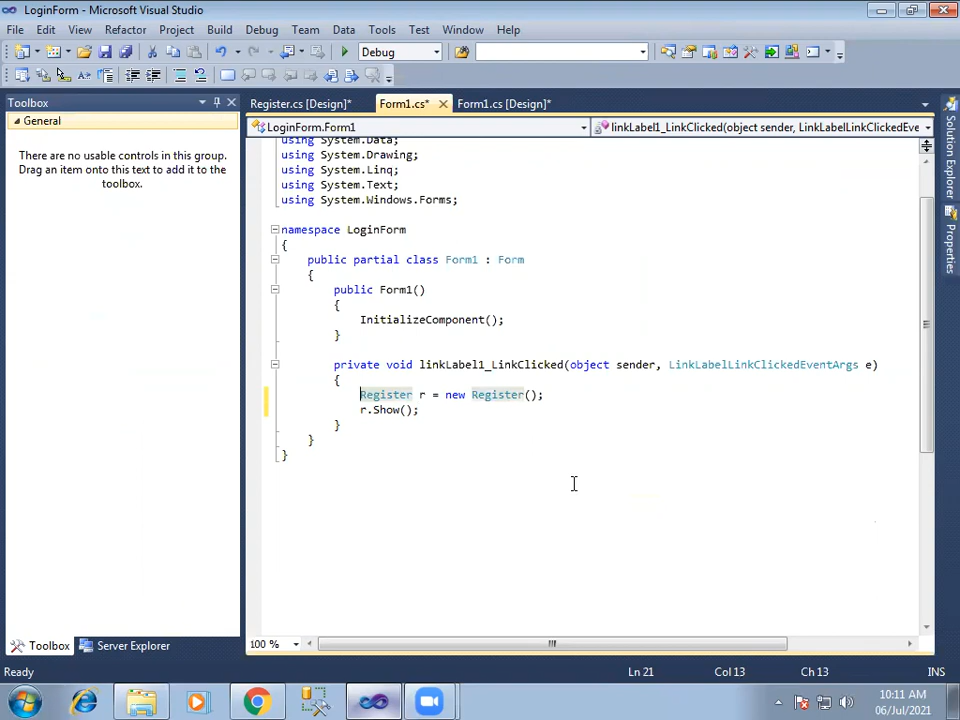 LoginForm - Microsoft Visual Studio
File Edit View Refactor Project Build Debug Team Data Tools Test Window Help
Debug
Toolbox
Register.cs [Design]*
Form1.cs*
Form1.cs [Design]*
General
LoginForm.Form1
linkLabel1_LinkClicked(object sender, LinkLabelLinkClickedEve
There are no usable controls in this group.
Drag an item onto this text to add it to the
toolbox.
using System.Data;
using System.Drawing;
using System.Linq;
using System.Text;
using System.Windows.Forms;
namespace LoginForm
{
public partial class Form1 : Form
{
public Form1()
{
InitializeComponent();
}
private void linkLabel1_LinkClicked(object sender, LinkLabelLinkClickedEventArgs e)
{
Register r = new Register();
r.Show();
}
}
}
Solution Explorer
Properties
100 %
Toolbox
Server Explorer
Ready
Ln 21
Col 13
Ch 13
INS
10:11 AM
06/Jul/2021